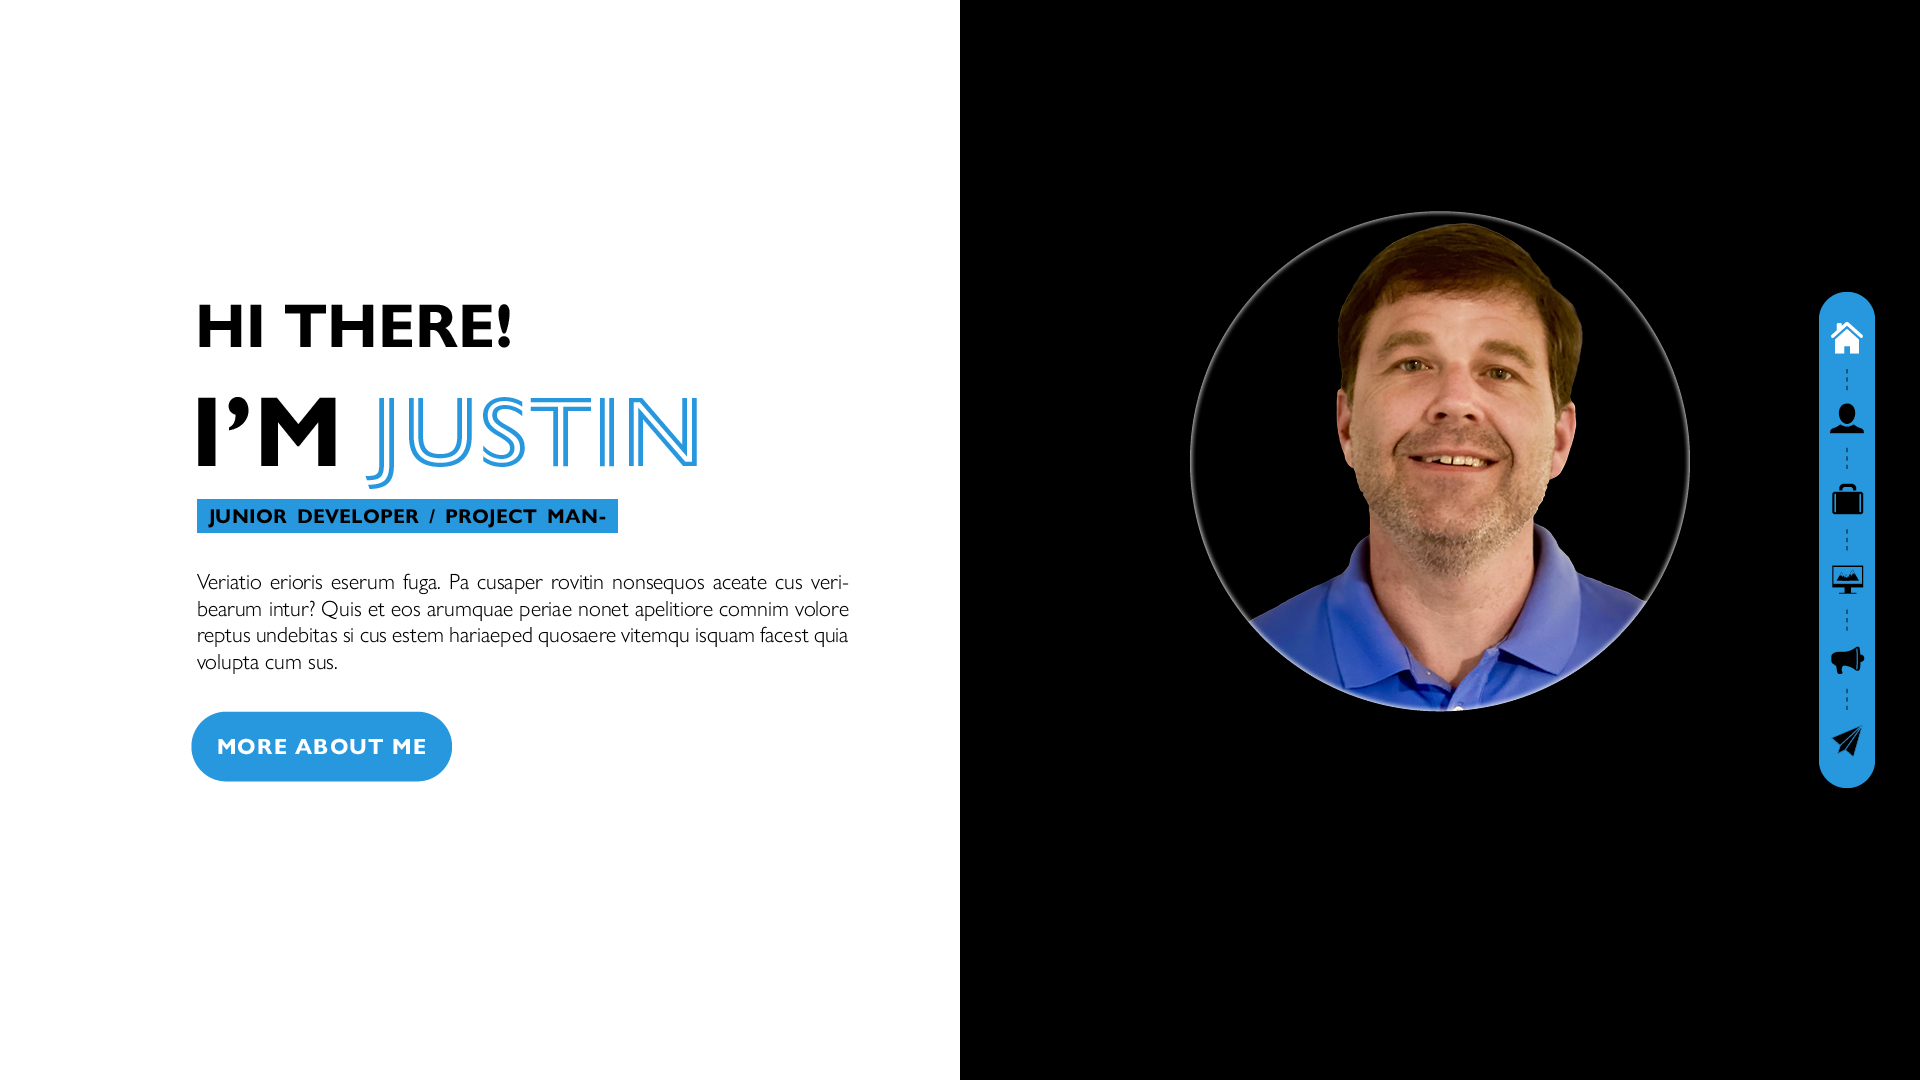 HI THERE!
I’M JUSTIN
JUNIOR DEVELOPER / PROJECT MAN-
Veriatio erioris eserum fuga. Pa cusaper rovitin nonsequos aceate cus veri-
bearum intur? Quis et eos arumquae periae nonet apelitiore comnim volore
reptus undebitas si cus estem hariaeped quosaere vitemqu isquam facest quia
volupta cum sus.
MORE ABOUT ME